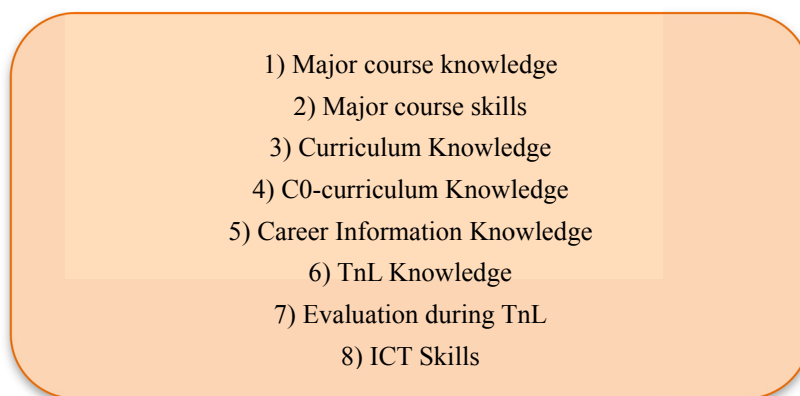 1) Major course knowledge
2) Major course skills
3) Curriculum Knowledge
4) C0-curriculum Knowledge
5) Career Information Knowledge
6) TnL Knowledge
7) Evaluation during TnL
8) ICT Skills